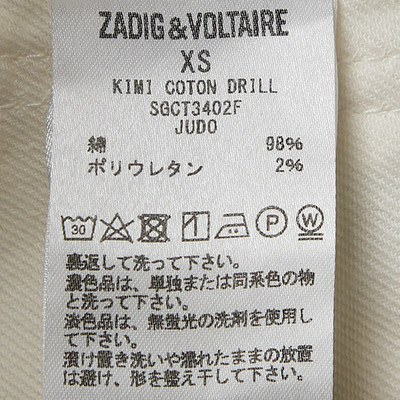 ZADIG&VOLTAIRE
XS
KIMI COTON DRILL
SGCT3402F
JUDO
綿 98%
ポリウレタン 2%
30 P W
裏返して洗って下さい。
濃色品は、単独または同系色の物
と洗って下さい。
淡色品は、無蛍光の洗剤を使用し
て下さい。
漬け置き洗いや濡れたままの放置
は避け、形を整え干して下さい。